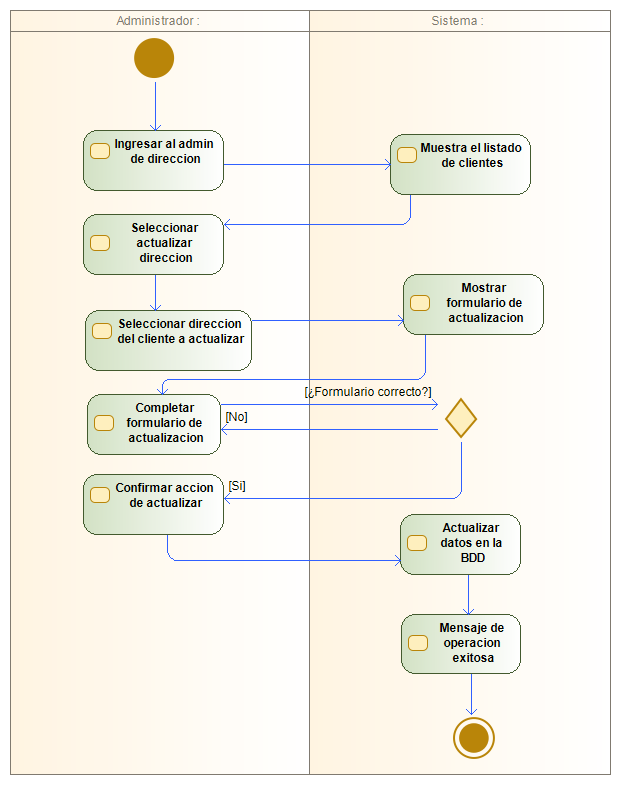 Administrador :
Sistema :
Ingresar al admin
de direccion
Muestra el listado
de clientes
Seleccionar
actualizar
direccion
Seleccionar direccion
del cliente a actualizar
Mostrar
formulario de
actualizacion
[¿Formulario correcto?]
Completar
formulario de
actualizacion
[No]
[Si]
Confirmar accion
de actualizar
Actualizar
datos en la
BDD
Mensaje de
operacion
exitosa